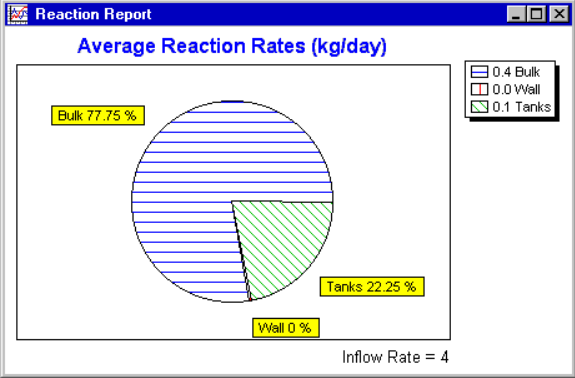 Reaction Report
Average Reaction Rates (kg/day)
0.4 Bulk
0.0 Wall
0.1 Tanks
Bulk 77.75 %
Tanks 22.25 %
Wall 0 %
Inflow Rate = 4